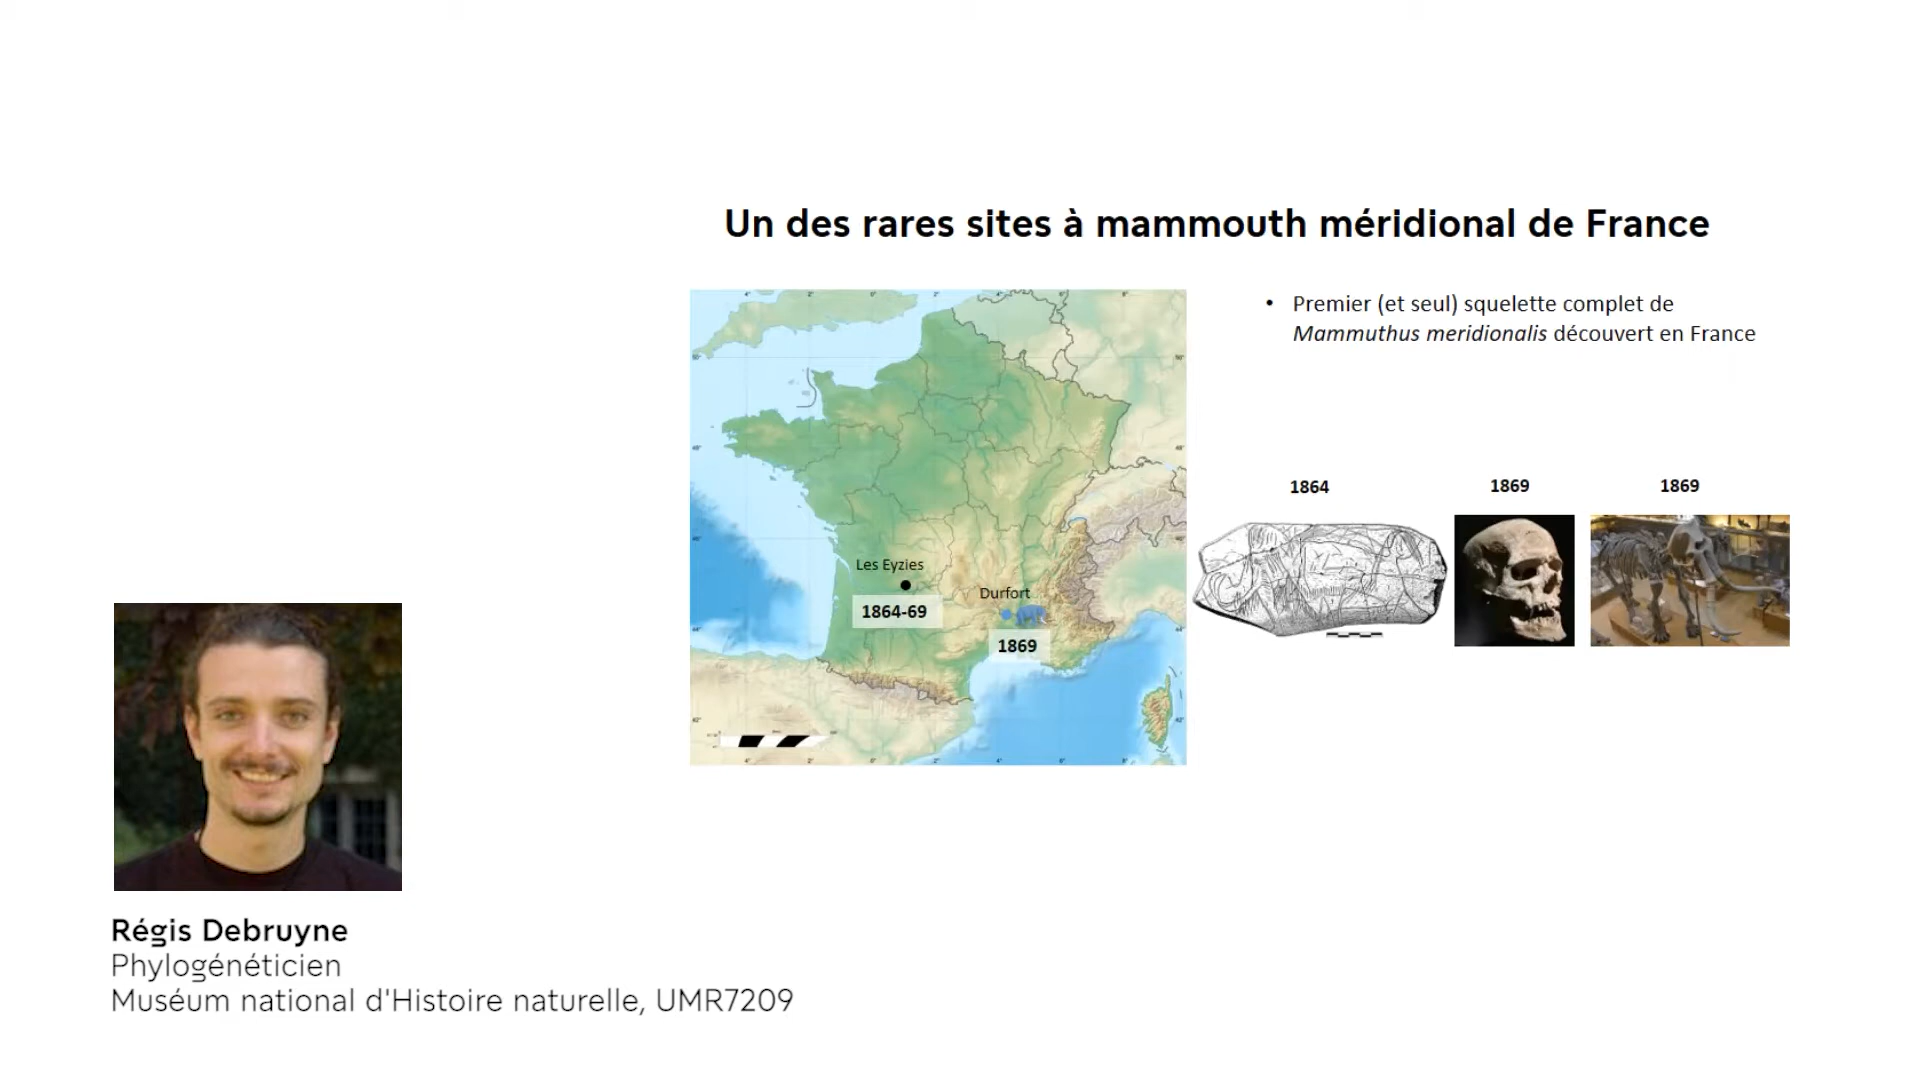 Un des rares sites à mammouth méridional de France
• Premier (et seul) squelette complet de
Mammuthus meridionalis découvert en France
1864
1869
1869
Les Eyzies
1864-69
Durfort
1869
Régis Debruyne
Phylogénéticien
Muséum national d'Histoire naturelle, UMR7209